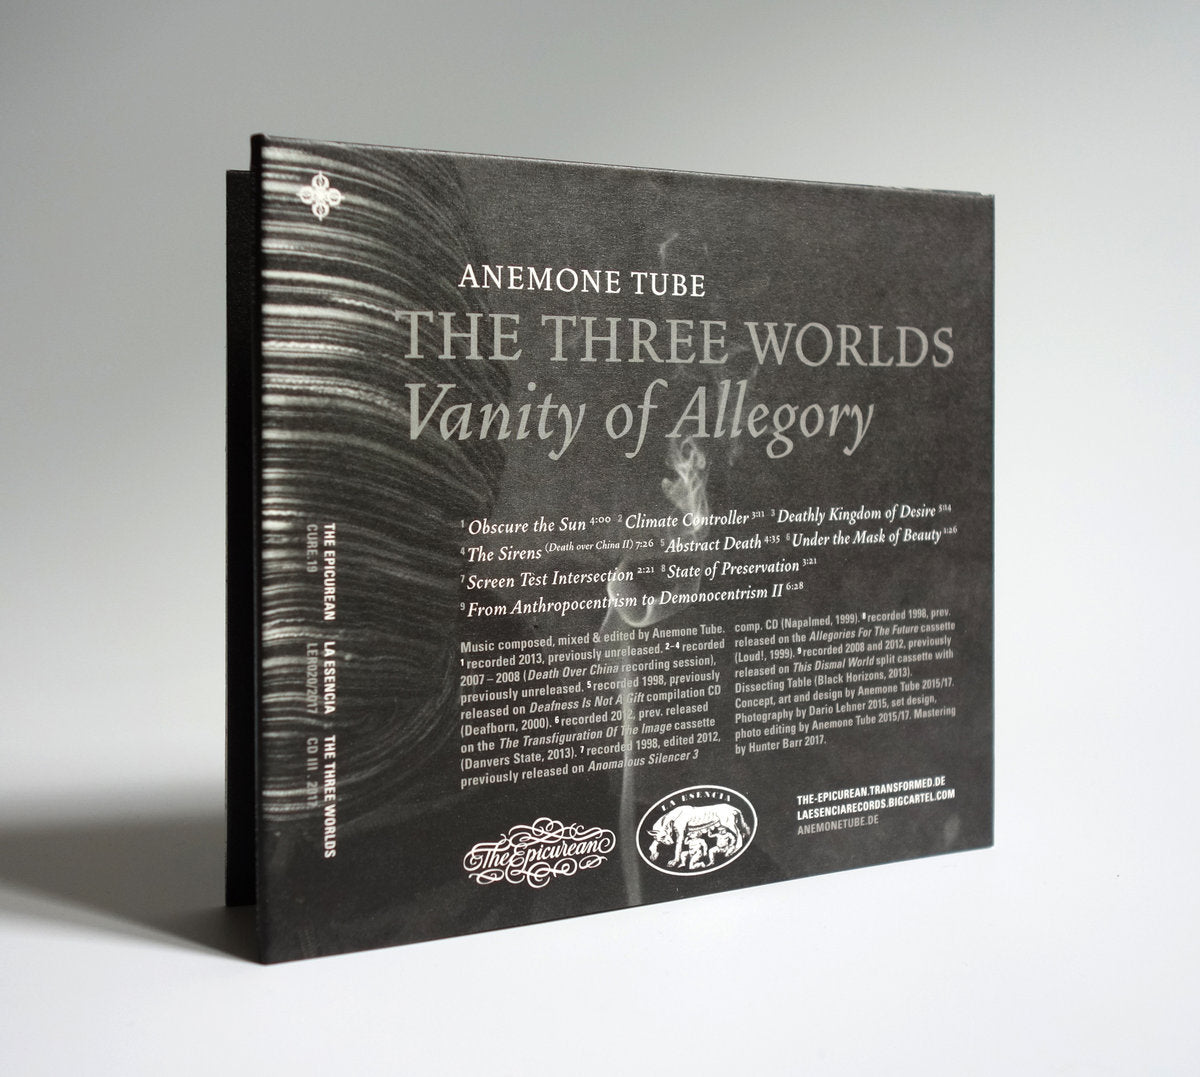 ANEMONE TUBE
THE THREE WORLDS
Vanity of Allegory
1 Obscure the Sun 4:00 2 Climate Controller 3:11 3 Deathly Kingdom of Desire 5:14
4 The Sirens (Death over China II) 7:26 5 Abstract Death 4:35 6 Under the Mask of Beauty 1:26
7 Screen Test Intersection 2:21 8 State of Preservation 3:21
9 From Anthropocentrism to Demonocentrism II 6:28
Music composed, mixed & edited by Anemone Tube.
1 recorded 2013, previously unreleased. 2–4 recorded
2007–2008 (Death Over China recording session),
previously unreleased. 5 recorded 1998, previously
released on Deafness Is Not A Gift compilation CD
(Deafborn, 2000). 6 recorded 2012, prev. released
on the The Transfiguration Of The Image cassette
(Danvers State, 2013). 7 recorded 1998, edited 2012,
previously released on Anomalous Silencer 3
comp. CD (Napalmed, 1999). 8 recorded 1998, prev.
released on the Allegories For The Future cassette
(Loud!, 1999). 9 recorded 2008 and 2012, previously
released on This Dismal World split cassette with
Dissecting Table (Black Horizons, 2013).
Concept, art and design by Anemone Tube 2015/17.
Photography by Dario Lehner 2015, set design,
photo editing by Anemone Tube 2015/17. Mastering
by Hunter Barr 2017.
The Epicurean
LA ESENCIA
THE-EPICUREAN.TRANSFORMED.DE
LAESENCIARECORDS.BIGCARTEL.COM
ANEMONETUBE.DE
THE EPICUREAN LA ESENCIA THE THREE WORLDS
CURE.19 LER020/2017 CD III . 2017